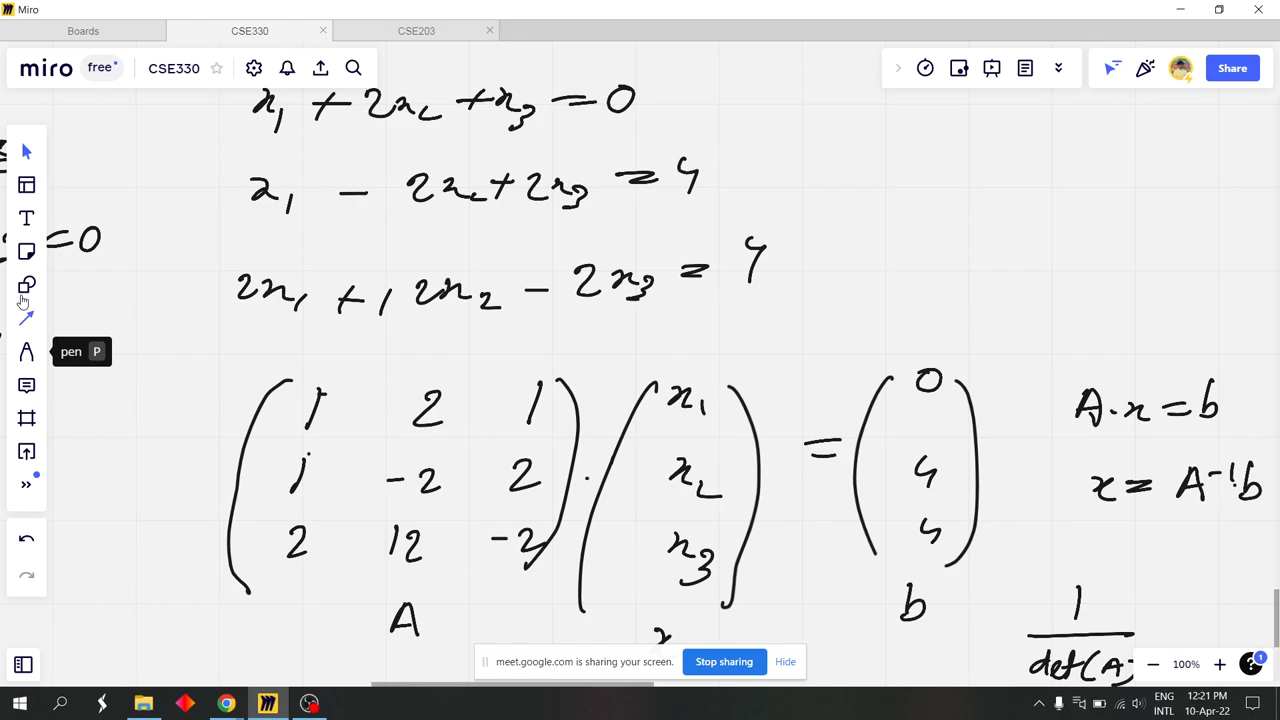 Miro
Boards
CSE330
CSE203
miro
free
CSE330
Share
x₁ + 2x₂ + x₃ = 0
x₁ - 2x₂ + 2x₃ = 4
= 0
2x₁ + 12x₂ - 2x₃ = 4
pen P
1 2 1
1 -2 2
2 12 -2
·
x₁
x₂
x₃
=
0
4
4
A·x = b
x = A⁻¹b
A
x
b
1
det(A)
meet.google.com is sharing your screen.
Stop sharing
Hide
100%
1
ENG
INTL
12:21 PM
10-Apr-22